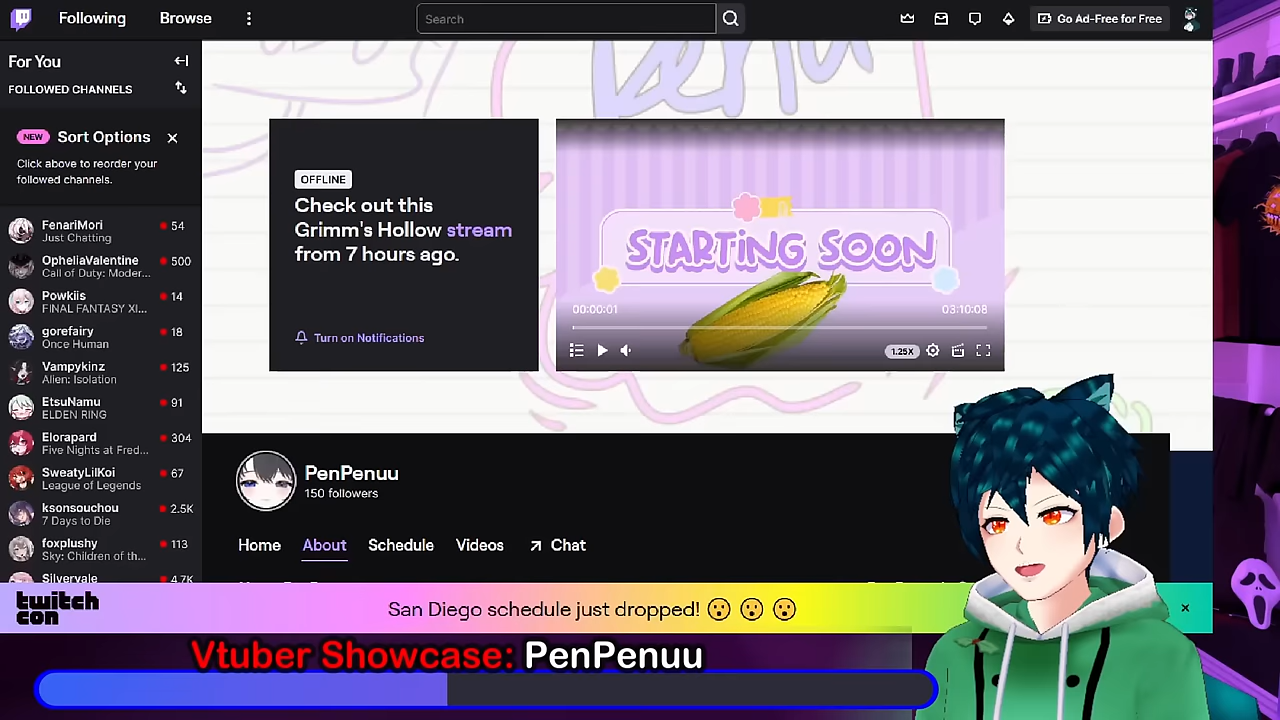 Following
Browse
Search
Go Ad-Free for Free
For You
FOLLOWED CHANNELS
NEW Sort Options
Click above to reorder your
followed channels.
FenariMori 54
Just Chatting
OpheliaValentine 500
Call of Duty: Moder...
Powkiis 14
FINAL FANTASY XI...
gorefairy 18
Once Human
Vampykinz 125
Alien: Isolation
EtsuNamu 91
ELDEN RING
Elorapard 304
Five Nights at Fred...
SweatyLilKoi 67
League of Legends
ksonsouchou 2.5K
7 Days to Die
foxplushy 113
Sky: Children of th...
Silvervale 4.7K
OFFLINE
Check out this
Grimm's Hollow stream
from 7 hours ago.
Turn on Notifications
STARTING SOON
00:00:01
03:10:08
1.25X
PenPenuu
150 followers
Home
About
Schedule
Videos
Chat
twitch
con
San Diego schedule just dropped! 😮 😮 😮
Vtuber Showcase: PenPenuu